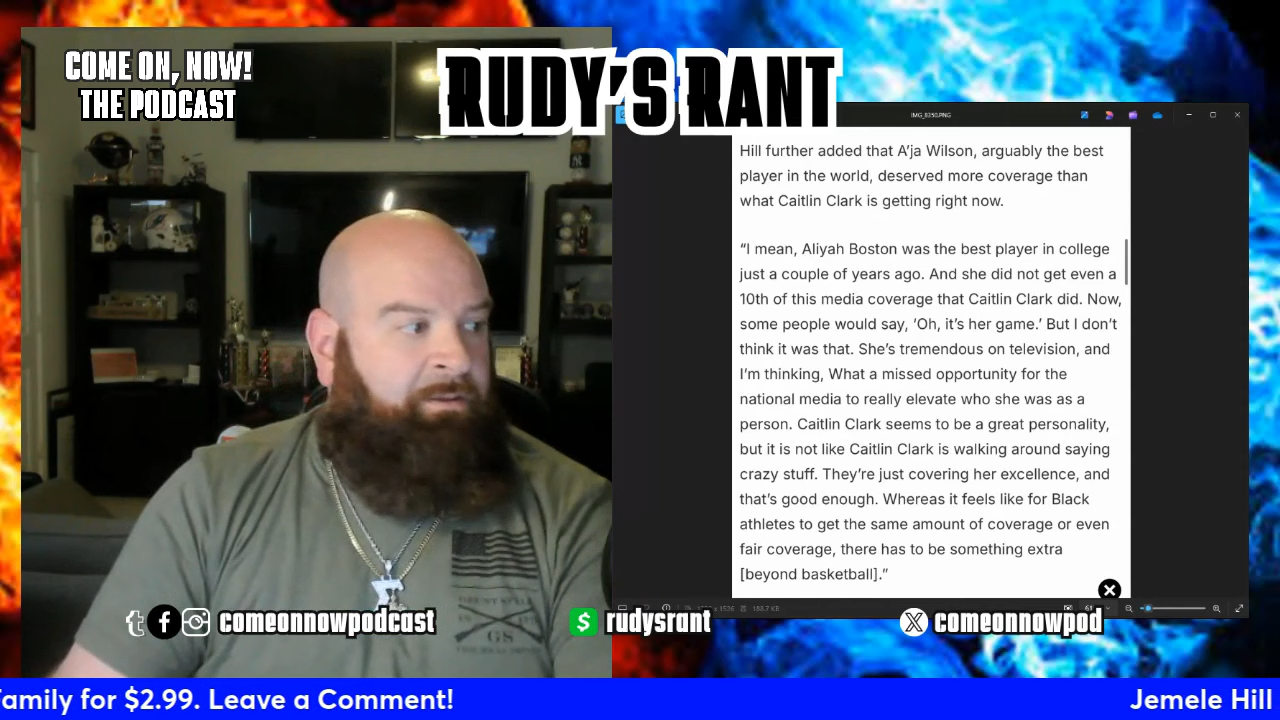 COME ON, NOW!
THE PODCAST
RUDY'S RANT
IMG_8350.PNG
Hill further added that A’ja Wilson, arguably the best
player in the world, deserved more coverage than
what Caitlin Clark is getting right now.
“I mean, Aliyah Boston was the best player in college
just a couple of years ago. And she did not get even a
10th of this media coverage that Caitlin Clark did. Now,
some people would say, ‘Oh, it’s her game.’ But I don’t
think it was that. She’s tremendous on television, and
I’m thinking, What a missed opportunity for the
national media to really elevate who she was as a
person. Caitlin Clark seems to be a great personality,
but it is not like Caitlin Clark is walking around saying
crazy stuff. They’re just covering her excellence, and
that’s good enough. Whereas it feels like for Black
athletes to get the same amount of coverage or even
fair coverage, there has to be something extra
[beyond basketball].”
GS
comeonnowpodcast
rudysrant
comeonnowpod
Family for $2.99. Leave a Comment!
Jemele Hill